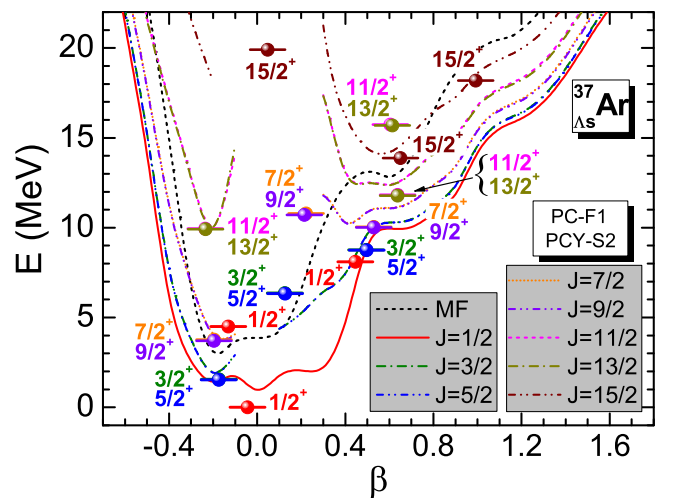 20
15
10
5
0
E (MeV)
-0.4
0.0
0.4
0.8
1.2
1.6
β
15/2⁺
11/2⁺
13/2⁺
15/2⁺
15/2⁺
³⁷ΛsAr
7/2⁺
9/2⁺
11/2⁺
13/2⁺
11/2⁺
13/2⁺
7/2⁺
9/2⁺
PC-F1
PCY-S2
3/2⁺
5/2⁺
1/2⁺
3/2⁺
5/2⁺
7/2⁺
9/2⁺
1/2⁺
3/2⁺
5/2⁺
1/2⁺
MF
J=1/2
J=3/2
J=5/2
J=7/2
J=9/2
J=11/2
J=13/2
J=15/2